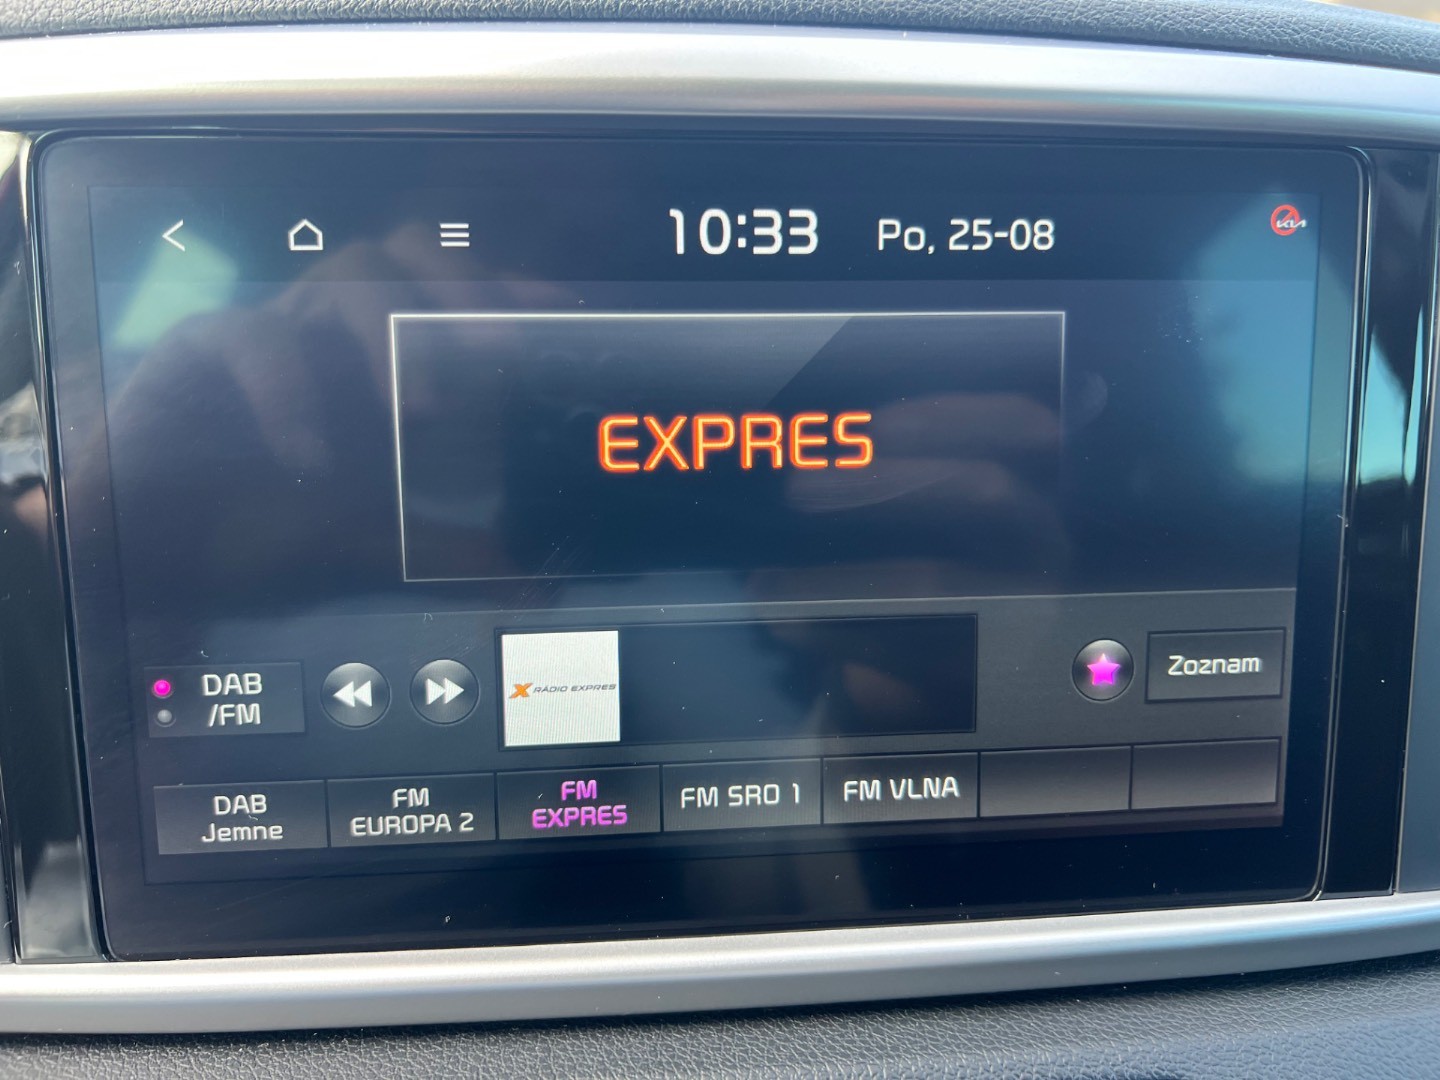 10:33 Po, 25-08 KIA
EXPRES
DAB
/FM
X RÁDIO EXPRES
Zoznam
DAB
Jemne
FM
EUROPA 2
FM
EXPRES
FM SRO 1
FM VLNA